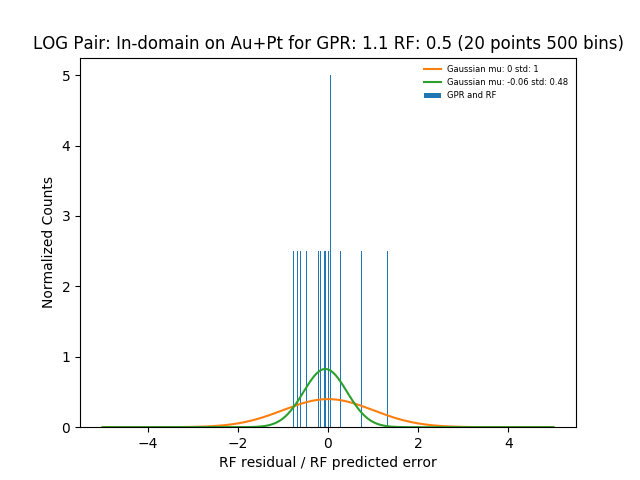 LOG Pair: In-domain on Au+Pt for GPR: 1.1 RF: 0.5 (20 points 500 bins)
Gaussian mu: 0 std: 1
Gaussian mu: -0.06 std: 0.48
GPR and RF
5
4
3
2
1
0
Normalized Counts
−4 −2 0 2 4
RF residual / RF predicted error